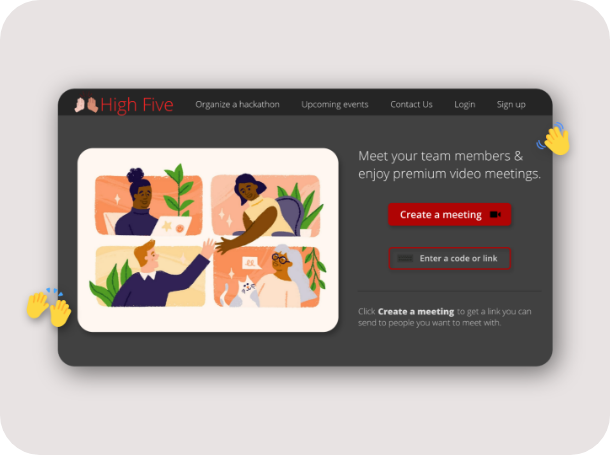 High Five
Organize a hackathon
Upcoming events
Contact Us
Login
Sign up
Meet your team members &
enjoy premium video meetings.
Create a meeting
Enter a code or link
Click Create a meeting to get a link you can
send to people you want to meet with.